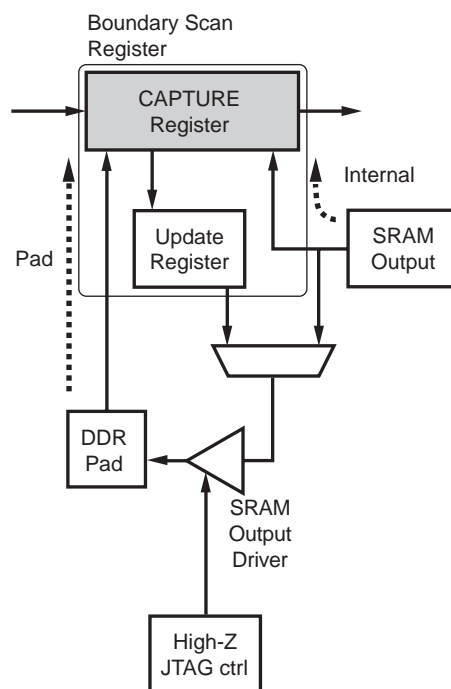 Boundary Scan
Register
CAPTURE
Register
Internal
Update
Register
SRAM
Output
Pad
DDR
Pad
SRAM
Output
Driver
High-Z
JTAG ctrl